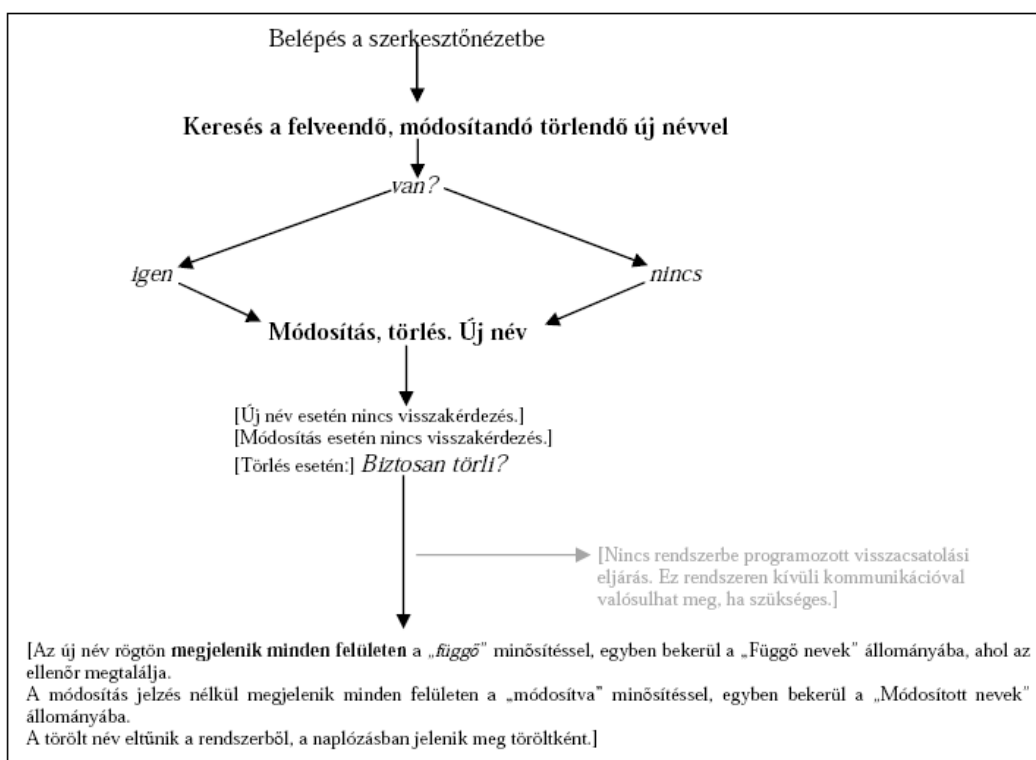 Belépés a szerkesztőnézetbe
Keresés a felveendő, módosítandó törlendő új névvel
van?
igen
nincs
Módosítás, törlés. Új név
[Új név esetén nincs visszakérdezés.]
[Módosítás esetén nincs visszakérdezés.]
[Törlés esetén:] Biztosan törli?
[Nincs rendszerbe programozott visszacsatolási
eljárás. Ez rendszeren kívüli kommunikációval
valósulhat meg, ha szükséges.]
[Az új név rögtön megjelenik minden felületen a „függő” minősítéssel, egyben bekerül a „Függő nevek” állományába, ahol az
ellenőr megtalálja.
A módosítás jelzés nélkül megjelenik minden felületen a „módosítva” minősítéssel, egyben bekerül a „Módosított nevek”
állományába.
A törölt név eltűnik a rendszerből, a naplózásban jelenik meg töröltként.]